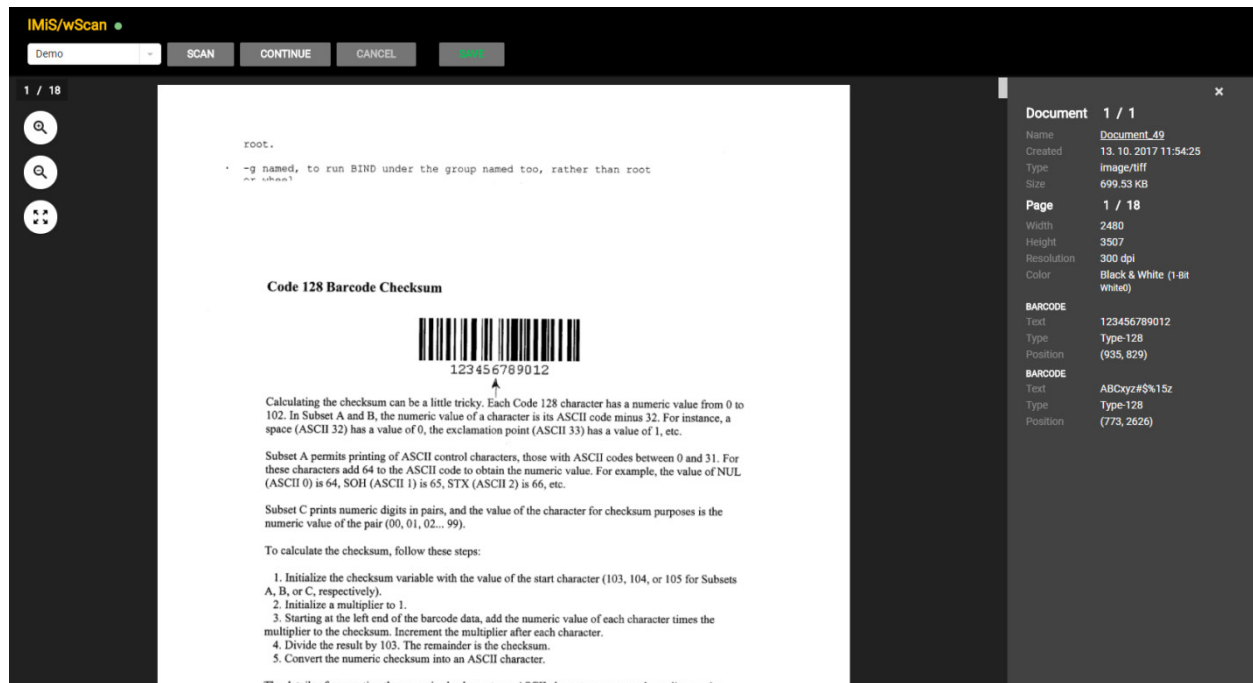 IMiS/wScan
Demo
SCAN
CONTINUE
CANCEL
SAVE
1 / 18
root.
-g named, to run BIND under the group named too, rather than root
or wheel
Code 128 Barcode Checksum
123456789012
Calculating the checksum can be a little tricky. Each Code 128 character has a numeric value from 0 to
102. In Subset A and B, the numeric value of a character is its ASCII code minus 32. For instance, a
space (ASCII 32) has a value of 0, the exclamation point (ASCII 33) has a value of 1, etc.
Subset A permits printing of ASCII control characters, those with ASCII codes between 0 and 31. For
these characters add 64 to the ASCII code to obtain the numeric value. For example, the value of NUL
(ASCII 0) is 64, SOH (ASCII 1) is 65, STX (ASCII 2) is 66, etc.
Subset C prints numeric digits in pairs, and the value of the character for checksum purposes is the
numeric value of the pair (00, 01, 02... 99).
To calculate the checksum, follow these steps:
1. Initialize the checksum variable with the value of the start character (103, 104, or 105 for Subsets
A, B, or C, respectively).
2. Initialize a multiplier to 1.
3. Starting at the left end of the barcode data, add the numeric value of each character times the
multiplier to the checksum. Increment the multiplier after each character.
4. Divide the result by 103. The remainder is the checksum.
5. Convert the numeric checksum into an ASCII character.
Document 1 / 1
Name Document_49
Created 13. 10. 2017 11:54:25
Type image/tiff
Size 699.53 KB
Page 1 / 18
Width 2480
Height 3507
Resolution 300 dpi
Color Black & White (1-Bit
White0)
BARCODE
Text 123456789012
Type Type-128
Position (935, 829)
BARCODE
Text ABCxyz#$%15z
Type Type-128
Position (773, 2626)